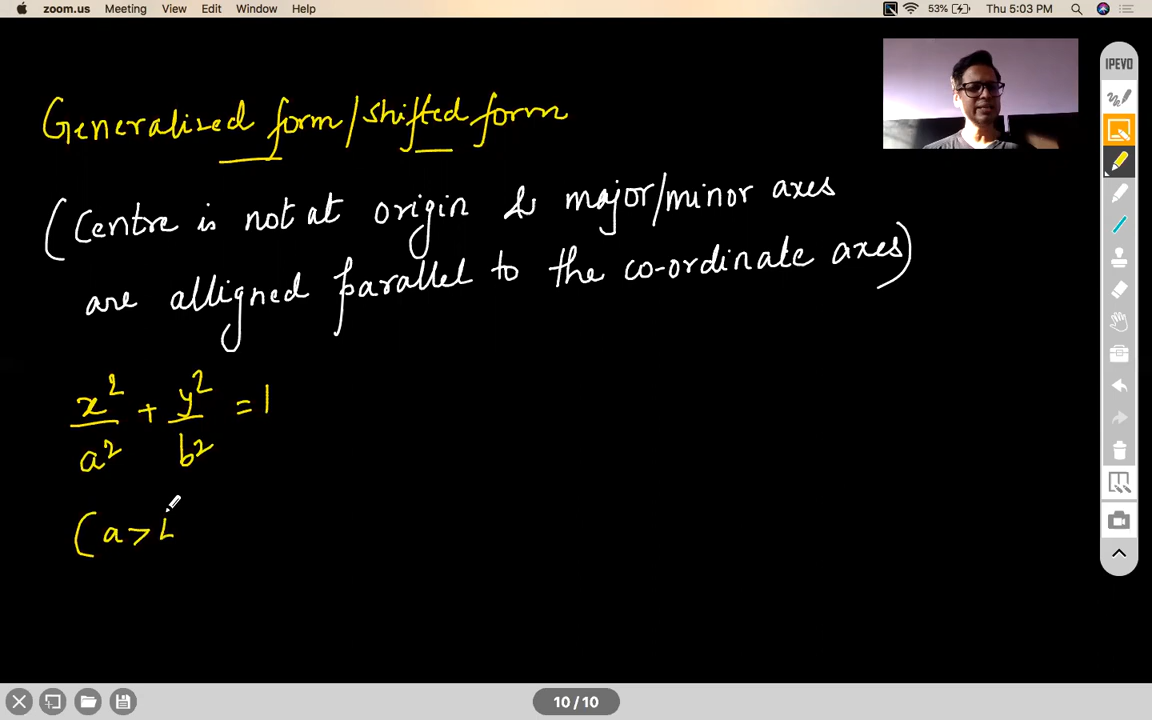 zoom.us Meeting View Edit Window Help 53% Thu 5:03 PM
IPEVO
Generalized form/shifted form
(Centre is not at origin & major/minor axes
are alligned parallel to the co-ordinate axes)
x²/a² + y²/b² = 1
(a>
10/10